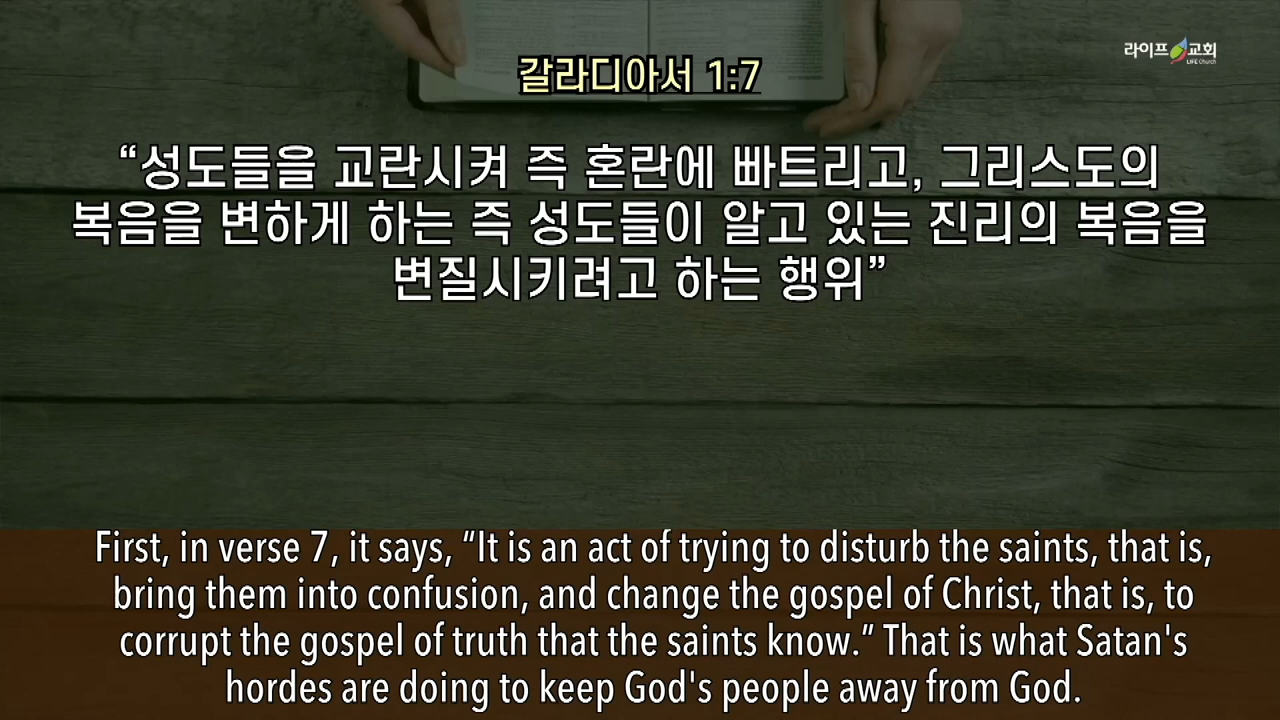 라이프 교회
LIFE Church
갈라디아서 1:7
“성도들을 교란시켜 즉 혼란에 빠트리고, 그리스도의
복음을 변하게 하는 즉 성도들이 알고 있는 진리의 복음을
변질시키려고 하는 행위”
First, in verse 7, it says, “It is an act of trying to disturb the saints, that is,
bring them into confusion, and change the gospel of Christ, that is, to
corrupt the gospel of truth that the saints know.” That is what Satan's
hordes are doing to keep God's people away from God.